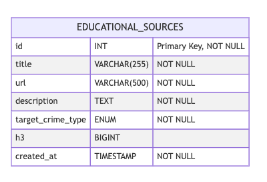 EDUCATIONAL_SOURCES
id INT Primary Key, NOT NULL
title VARCHAR(255) NOT NULL
url VARCHAR(500) NOT NULL
description TEXT NOT NULL
target_crime_type ENUM NOT NULL
h3 BIGINT
created_at TIMESTAMP NOT NULL